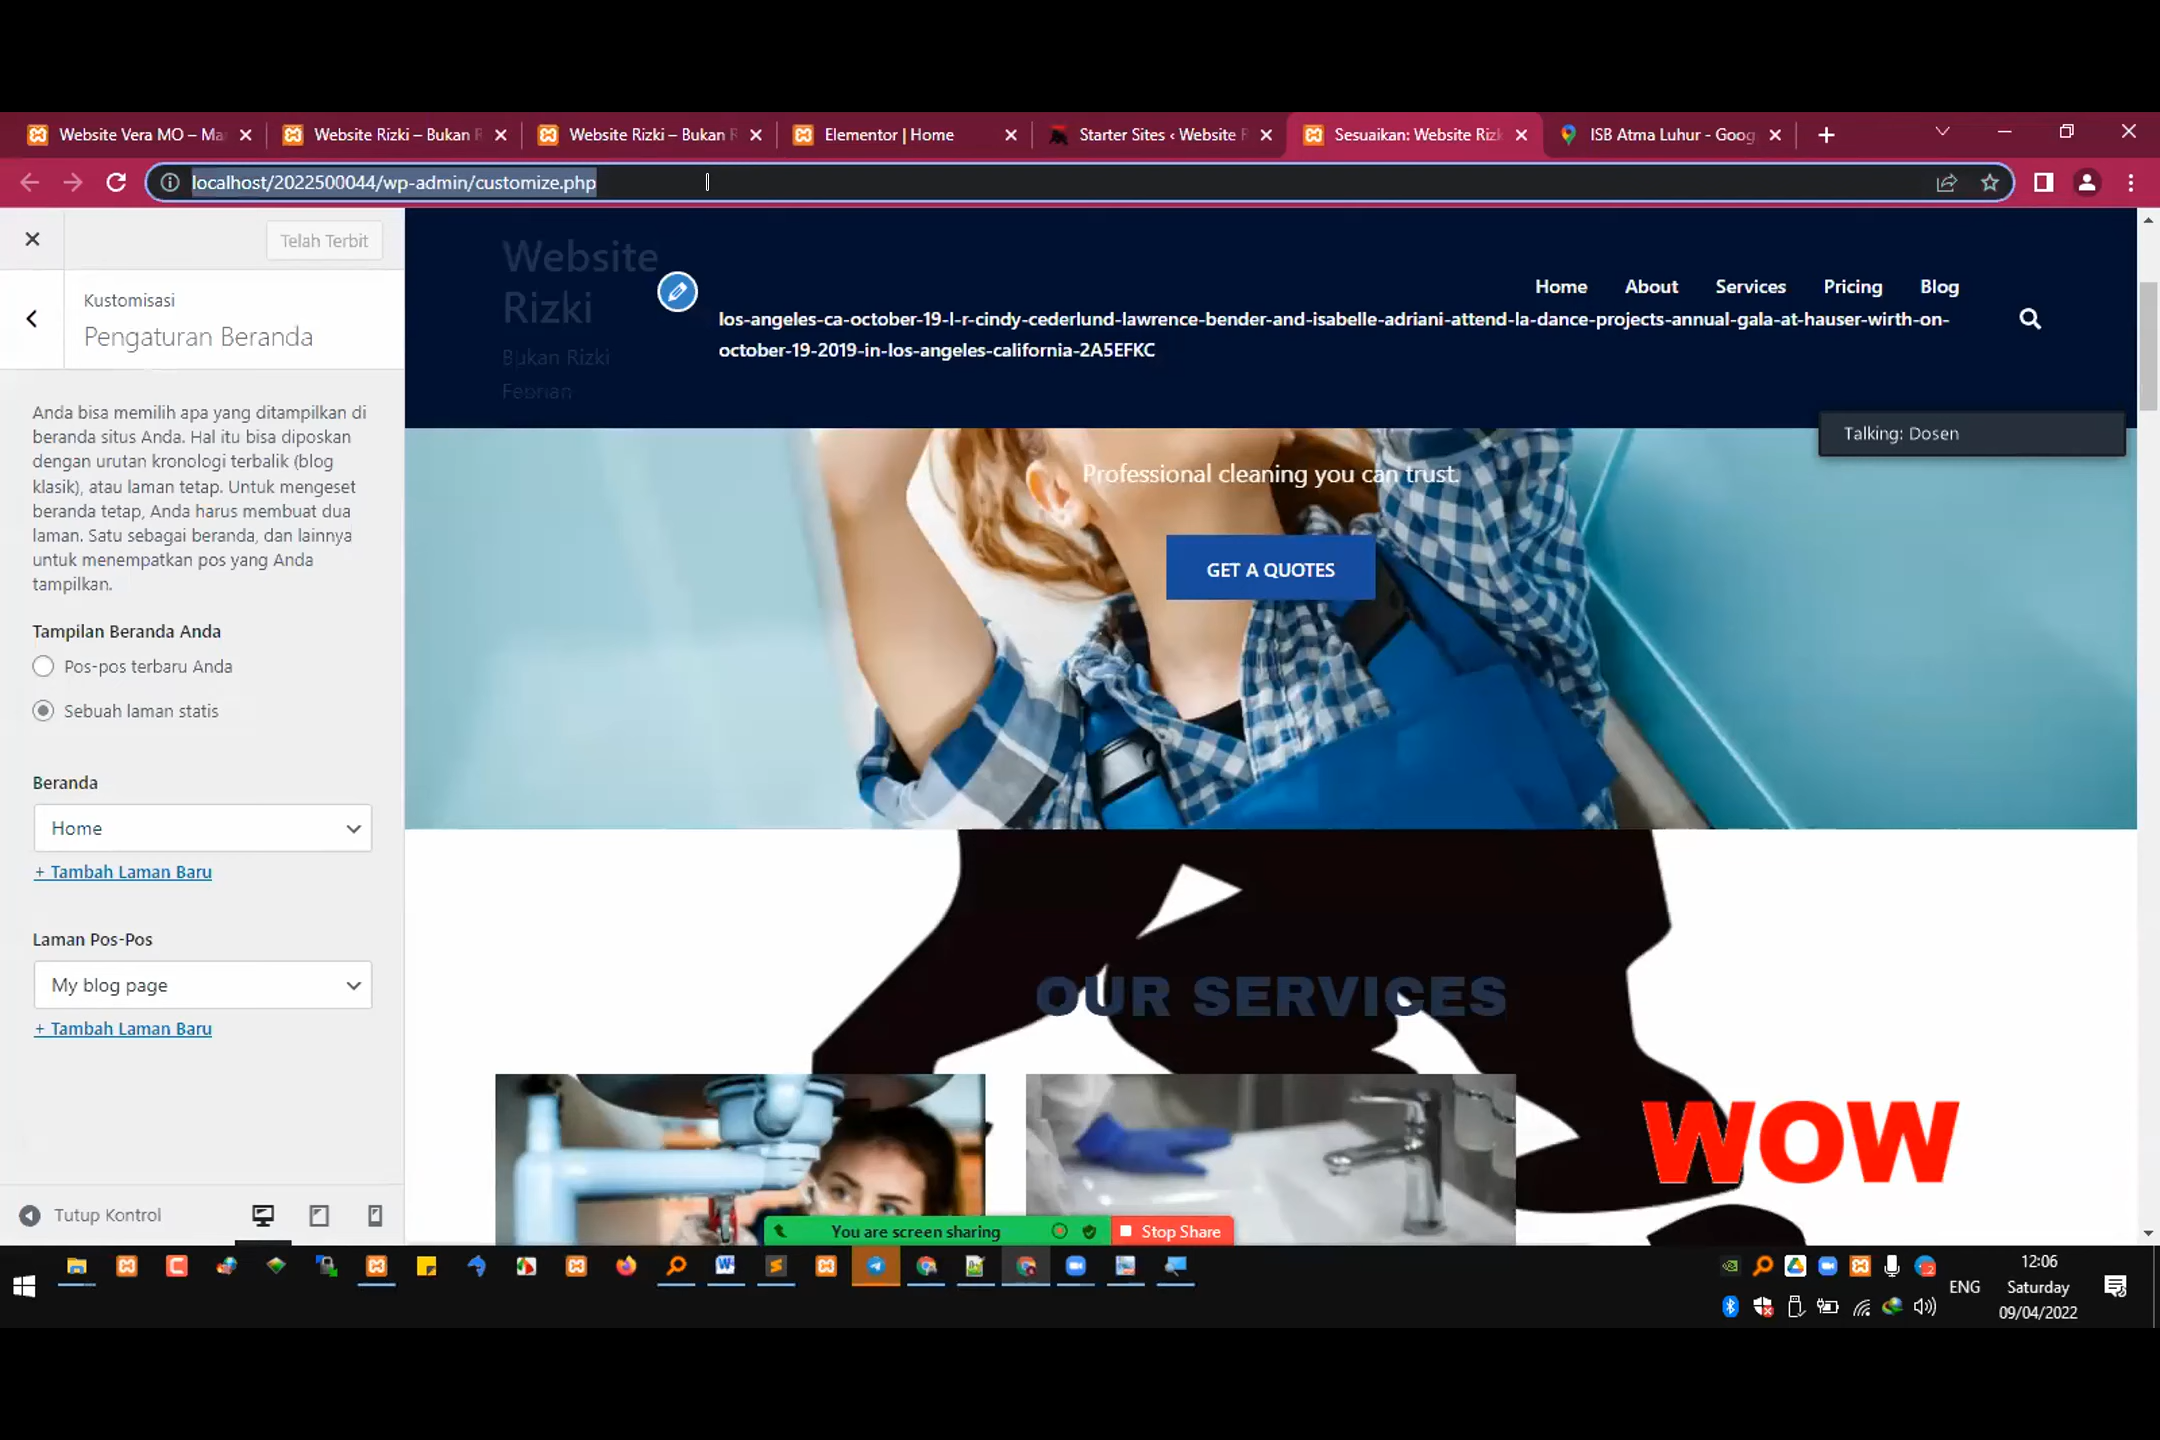 Website Vera MO – Ma
Website Rizki – Bukan R
Website Rizki – Bukan R
Elementor | Home
Starter Sites ‹ Website R
Sesuaikan: Website Rizk
ISB Atma Luhur - Goog
localhost/2022500044/wp-admin/customize.php
Telah Terbit
Kustomisasi
Pengaturan Beranda
Anda bisa memilih apa yang ditampilkan di
beranda situs Anda. Hal itu bisa diposkan
dengan urutan kronologi terbalik (blog
klasik), atau laman tetap. Untuk mengeset
beranda tetap, Anda harus membuat dua
laman. Satu sebagai beranda, dan lainnya
untuk menempatkan pos yang Anda
tampilkan.
Tampilan Beranda Anda
Pos-pos terbaru Anda
Sebuah laman statis
Beranda
Home
+ Tambah Laman Baru
Laman Pos-Pos
My blog page
+ Tambah Laman Baru
Tutup Kontrol
Website
Rizki
Bukan Rizki
Feprian
Home
About
Services
Pricing
Blog
los-angeles-ca-october-19-l-r-cindy-cederlund-lawrence-bender-and-isabelle-adriani-attend-la-dance-projects-annual-gala-at-hauser-wirth-on-
october-19-2019-in-los-angeles-california-2A5EFKC
Talking: Dosen
Professional cleaning you can trust.
GET A QUOTES
OUR SERVICES
WOW
You are screen sharing
Stop Share
ENG
12:06
Saturday
09/04/2022